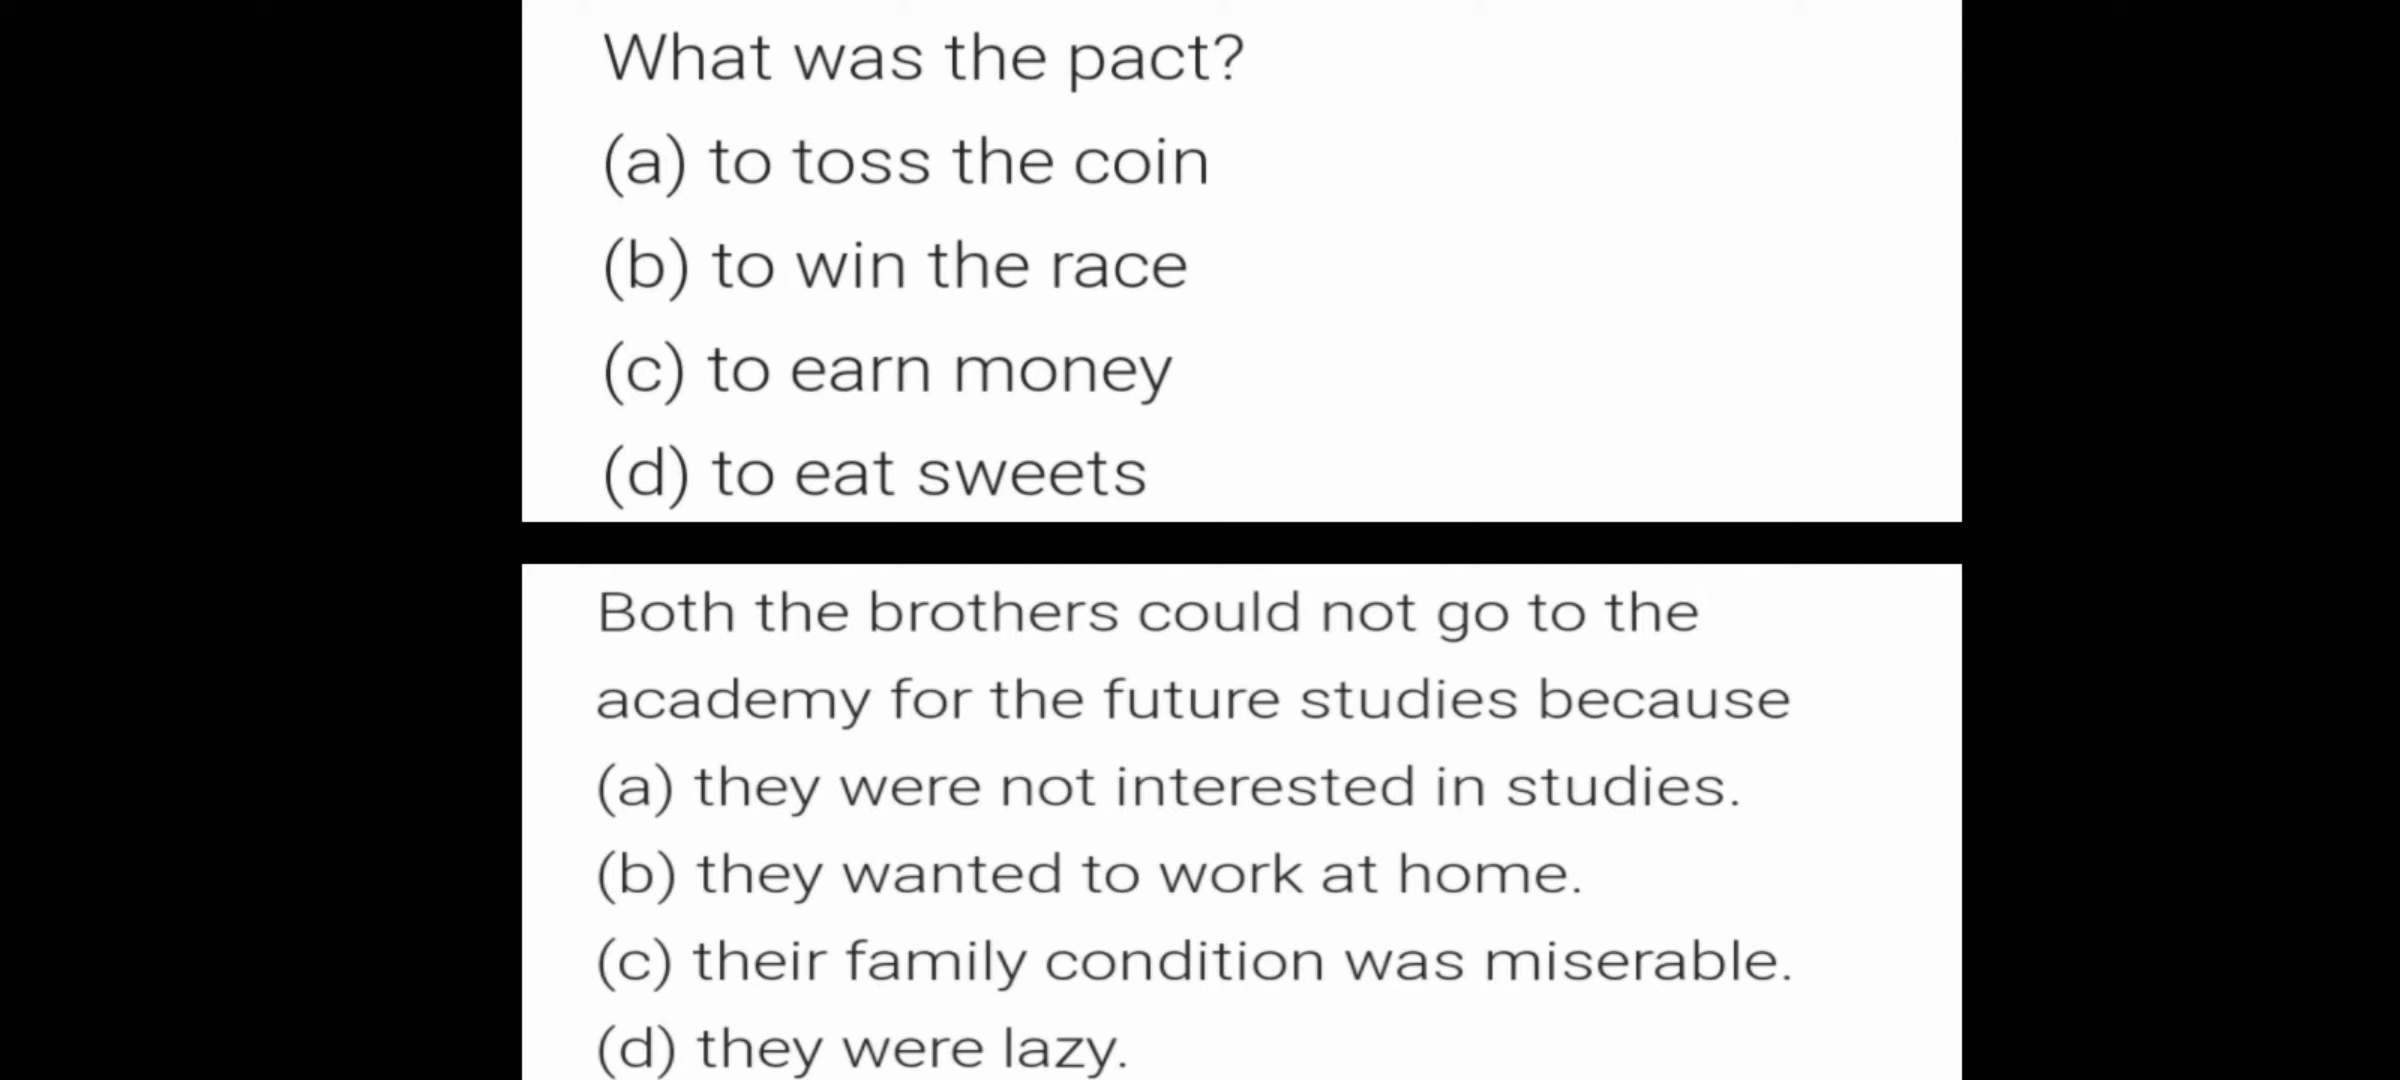 What was the pact?
(a) to toss the coin
(b) to win the race
(c) to earn money
(d) to eat sweets
Both the brothers could not go to the
academy for the future studies because
(a) they were not interested in studies.
(b) they wanted to work at home.
(c) their family condition was miserable.
(d) they were lazy.